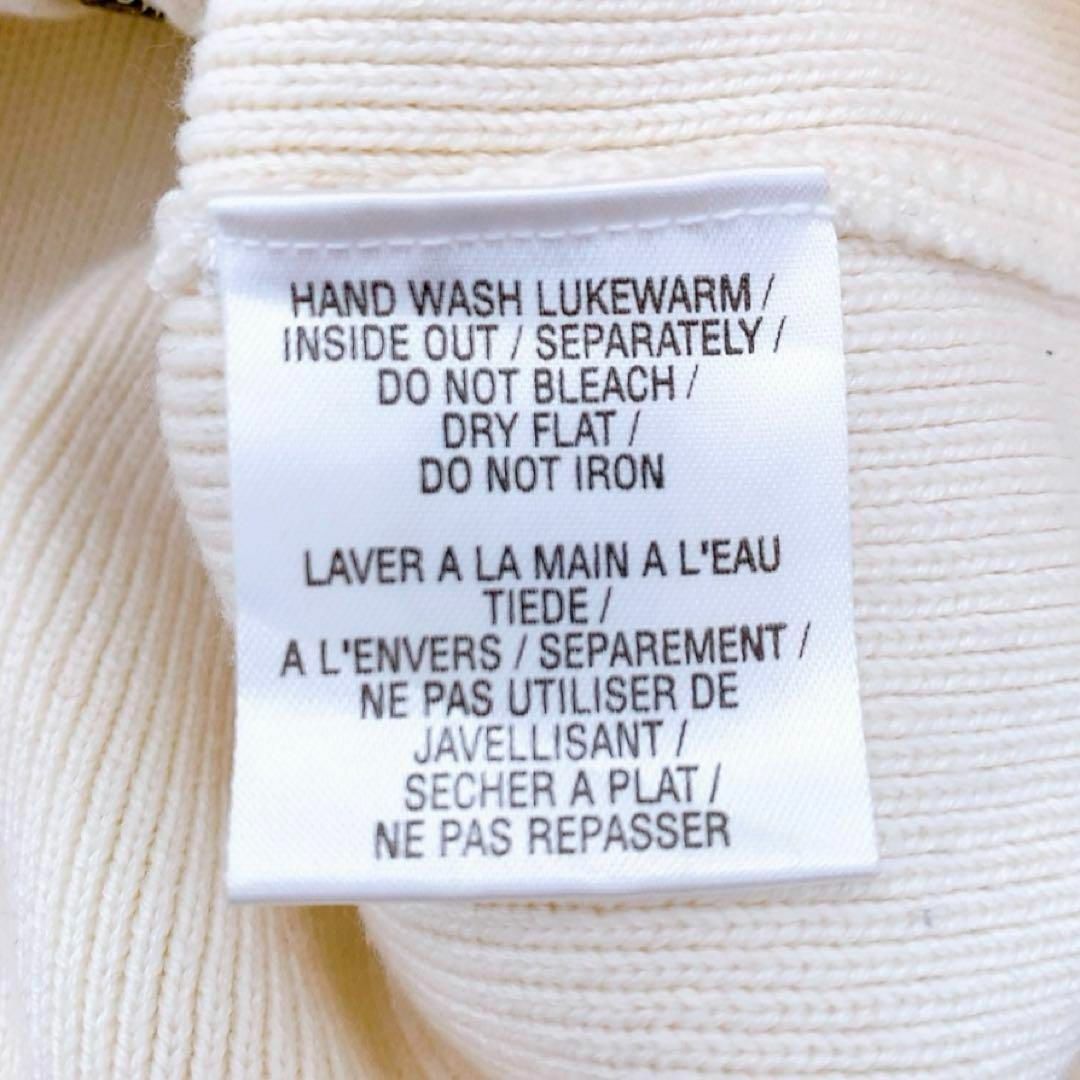 HAND WASH LUKEWARM /
INSIDE OUT / SEPARATELY /
DO NOT BLEACH /
DRY FLAT /
DO NOT IRON
LAVER A LA MAIN A L'EAU
TIEDE /
A L'ENVERS / SEPAREMENT /
NE PAS UTILISER DE
JAVELLISANT /
SECHER A PLAT /
NE PAS REPASSER